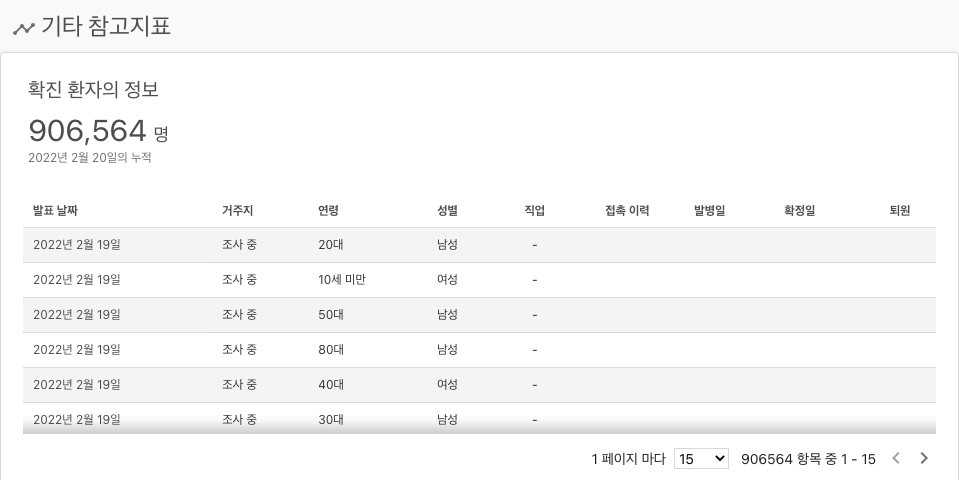 기타 참고지표
확진 환자의 정보
906,564 명
2022년 2월 20일의 누적
발표 날짜 거주지 연령 성별 직업 접촉 이력 발병일 확정일 퇴원
2022년 2월 19일 조사 중 20대 남성 -
2022년 2월 19일 조사 중 10세 미만 여성 -
2022년 2월 19일 조사 중 50대 남성 -
2022년 2월 19일 조사 중 80대 남성 -
2022년 2월 19일 조사 중 40대 여성 -
2022년 2월 19일 조사 중 30대 남성 -
1 페이지 마다 15 906564 항목 중 1 - 15